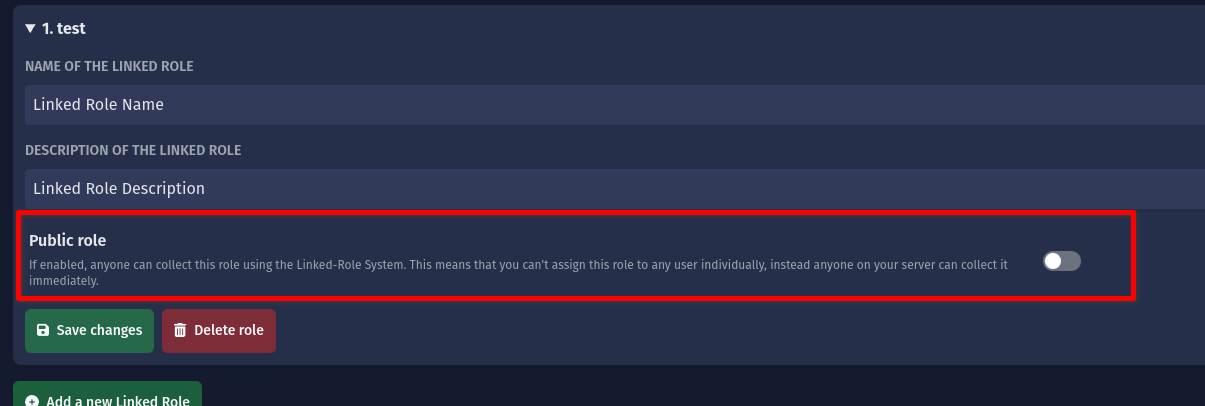 1. test
NAME OF THE LINKED ROLE
Linked Role Name
DESCRIPTION OF THE LINKED ROLE
Linked Role Description
Public role
If enabled, anyone can collect this role using the Linked-Role System. This means that you can't assign this role to any user individually, instead anyone on your server can collect it
immediately.
Save changes
Delete role
Add a new Linked Role